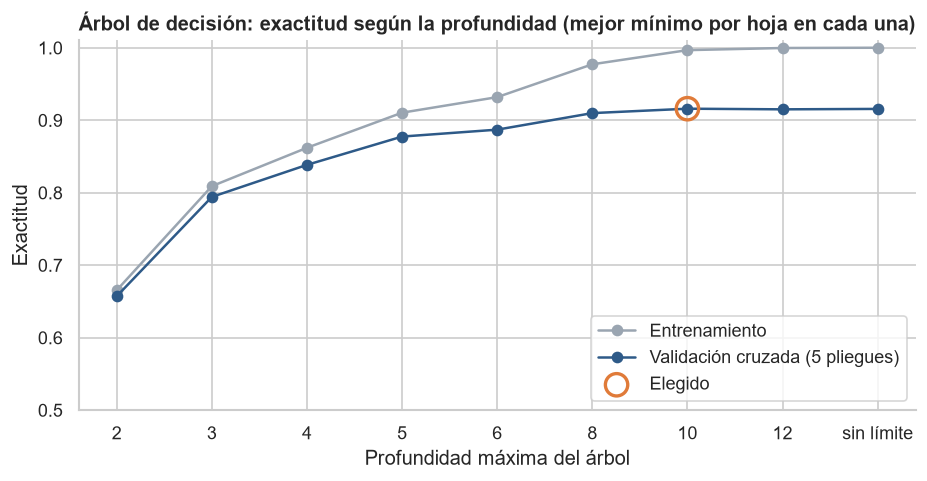 Árbol de decisión: exactitud según la profundidad (mejor mínimo por hoja en cada una)
1.0
0.9
0.8
0.7
0.6
0.5
Exactitud
Entrenamiento
Validación cruzada (5 pliegues)
Elegido
2 3 4 5 6 8 10 12 sin límite
Profundidad máxima del árbol